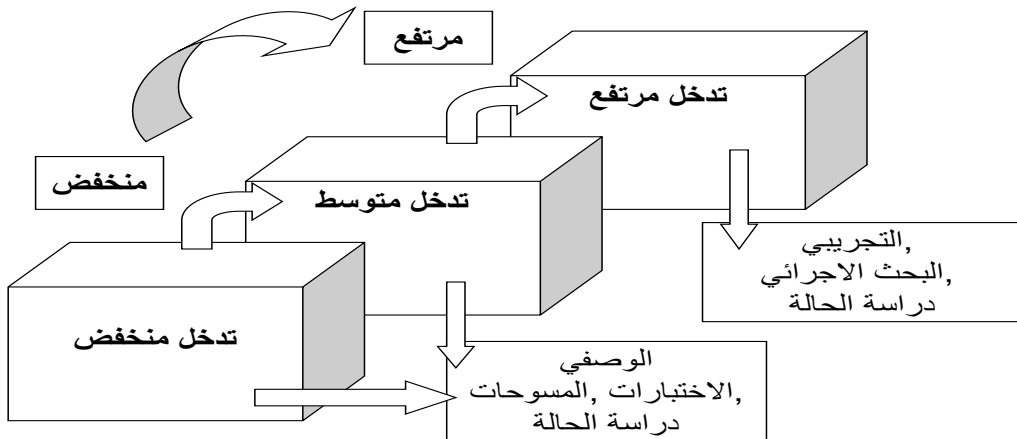 مرتفع
تدخل مرتفع
منخفض
تدخل متوسط
التجريبي,
البحث الاجرائي,
دراسة الحالة
تدخل منخفض
الوصفي
الاختبارات ,المسوحات,
دراسة الحالة